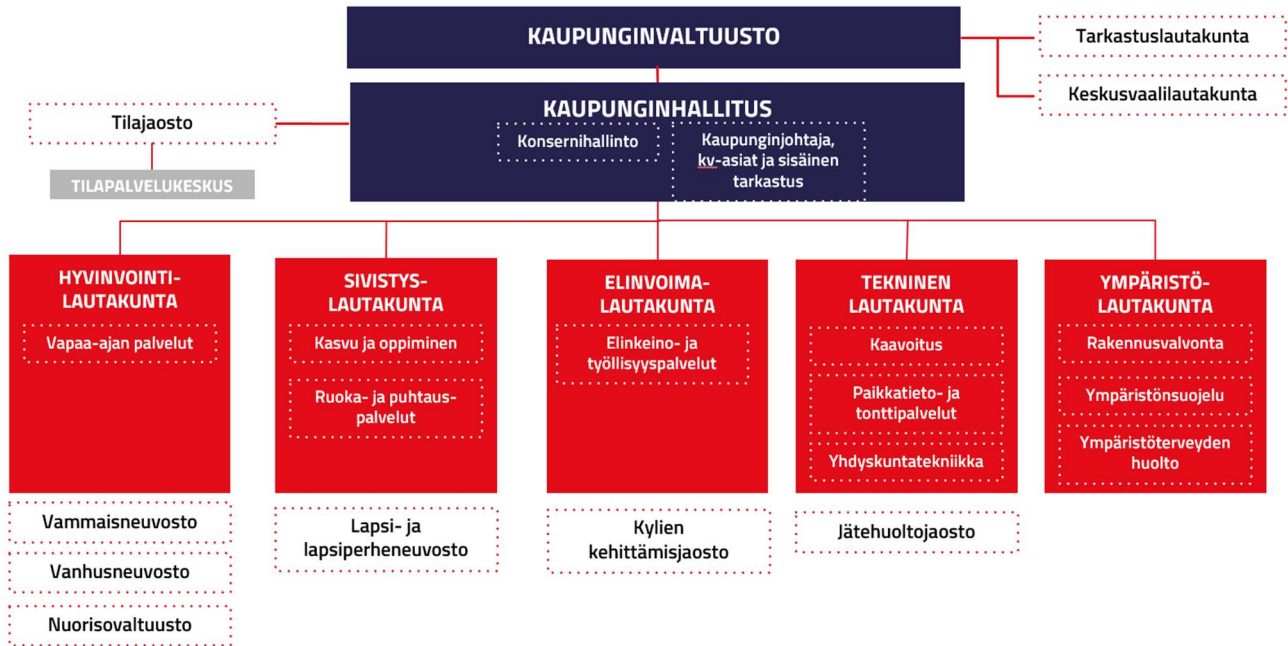 KAUPUNGINVALTUUSTO
Tarkastuslautakunta
Keskusvaalilautakunta
KAUPUNGINHALLITUS
Konsernihallinto
Kaupunginjohtaja,
kv-asiat ja sisäinen
tarkastus
Tilajaosto
TILAPALVELUKESKUS
HYVINVOINTI-
LAUTAKUNTA
Vapaa-ajan palvelut
SIVISTYS-
LAUTAKUNTA
Kasvu ja oppiminen
Ruoka- ja puhtaus-
palvelut
ELINVOIMA-
LAUTAKUNTA
Elinkeino- ja
työllisyyspalvelut
TEKNINEN
LAUTAKUNTA
Kaavoitus
Paikkatieto- ja
tonttipalvelut
Yhdyskuntatekniikka
YMPÄRISTÖ-
LAUTAKUNTA
Rakennusvalvonta
Ympäristönsuojelu
Ympäristöterveyden
huolto
Vammaisneuvosto
Vanhusneuvosto
Nuorisovaltuusto
Lapsi- ja
lapsiperheneuvosto
Kylien
kehittämisjaosto
Jätehuoltojaosto